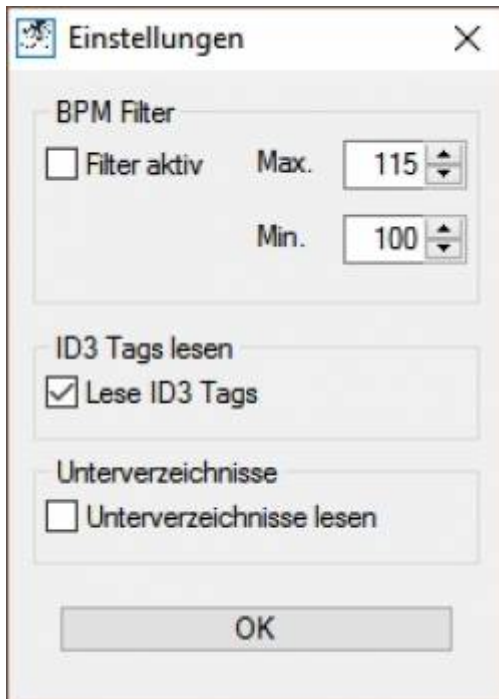 Einstellungen
BPM Filter
Filter aktiv Max. 115
Min. 100
ID3 Tags lesen
Lese ID3 Tags
Unterverzeichnisse
Unterverzeichnisse lesen
OK